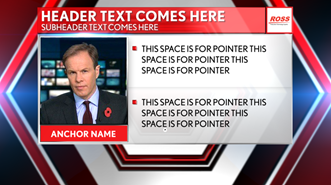 HEADER TEXT COMES HERE
SUBHEADER TEXT COMES HERE
ROSS
THIS SPACE IS FOR POINTER THIS
SPACE IS FOR POINTER THIS
SPACE IS FOR POINTER
THIS SPACE IS FOR POINTER THIS
SPACE IS FOR POINTER THIS
SPACE IS FOR POINTER
ANCHOR NAME